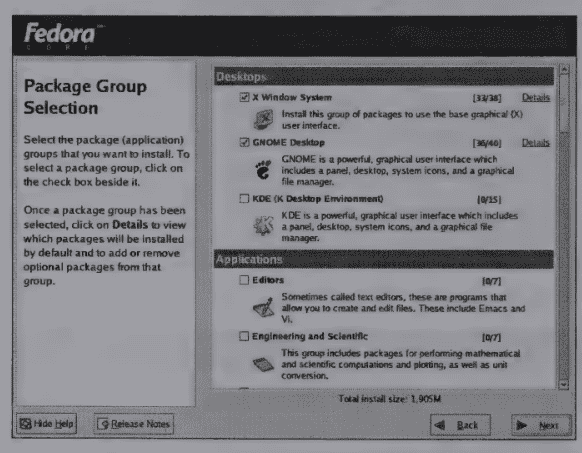 Fedora™
CORE
Package Group
Selection
Select the package (application)
groups that you want to install. To
select a package group, click on
the check box beside it.
Once a package group has been
selected, click on Details to view
which packages will be installed
by default and to add or remove
optional packages from that
group.
Desktops
X Window System [33/38] Details
Install this group of packages to use the base graphical (X)
user interface.
GNOME Desktop [36/40] Details
GNOME is a powerful, graphical user interface which
includes a panel, desktop, system icons, and a graphical
file manager.
KDE (K Desktop Environment) [0/15]
KDE is a powerful, graphical user interface which includes
a panel, desktop, system icons, and a graphical file
manager.
Applications
Editors [0/7]
Sometimes called text editors, these are programs that
allow you to create and edit files. These include Emacs and
Vi.
Engineering and Scientific [0/7]
This group includes packages for performing mathematical
and scientific computations and plotting, as well as unit
conversion.
Total install size: 1,905M
Hide Help Release Notes Back Next